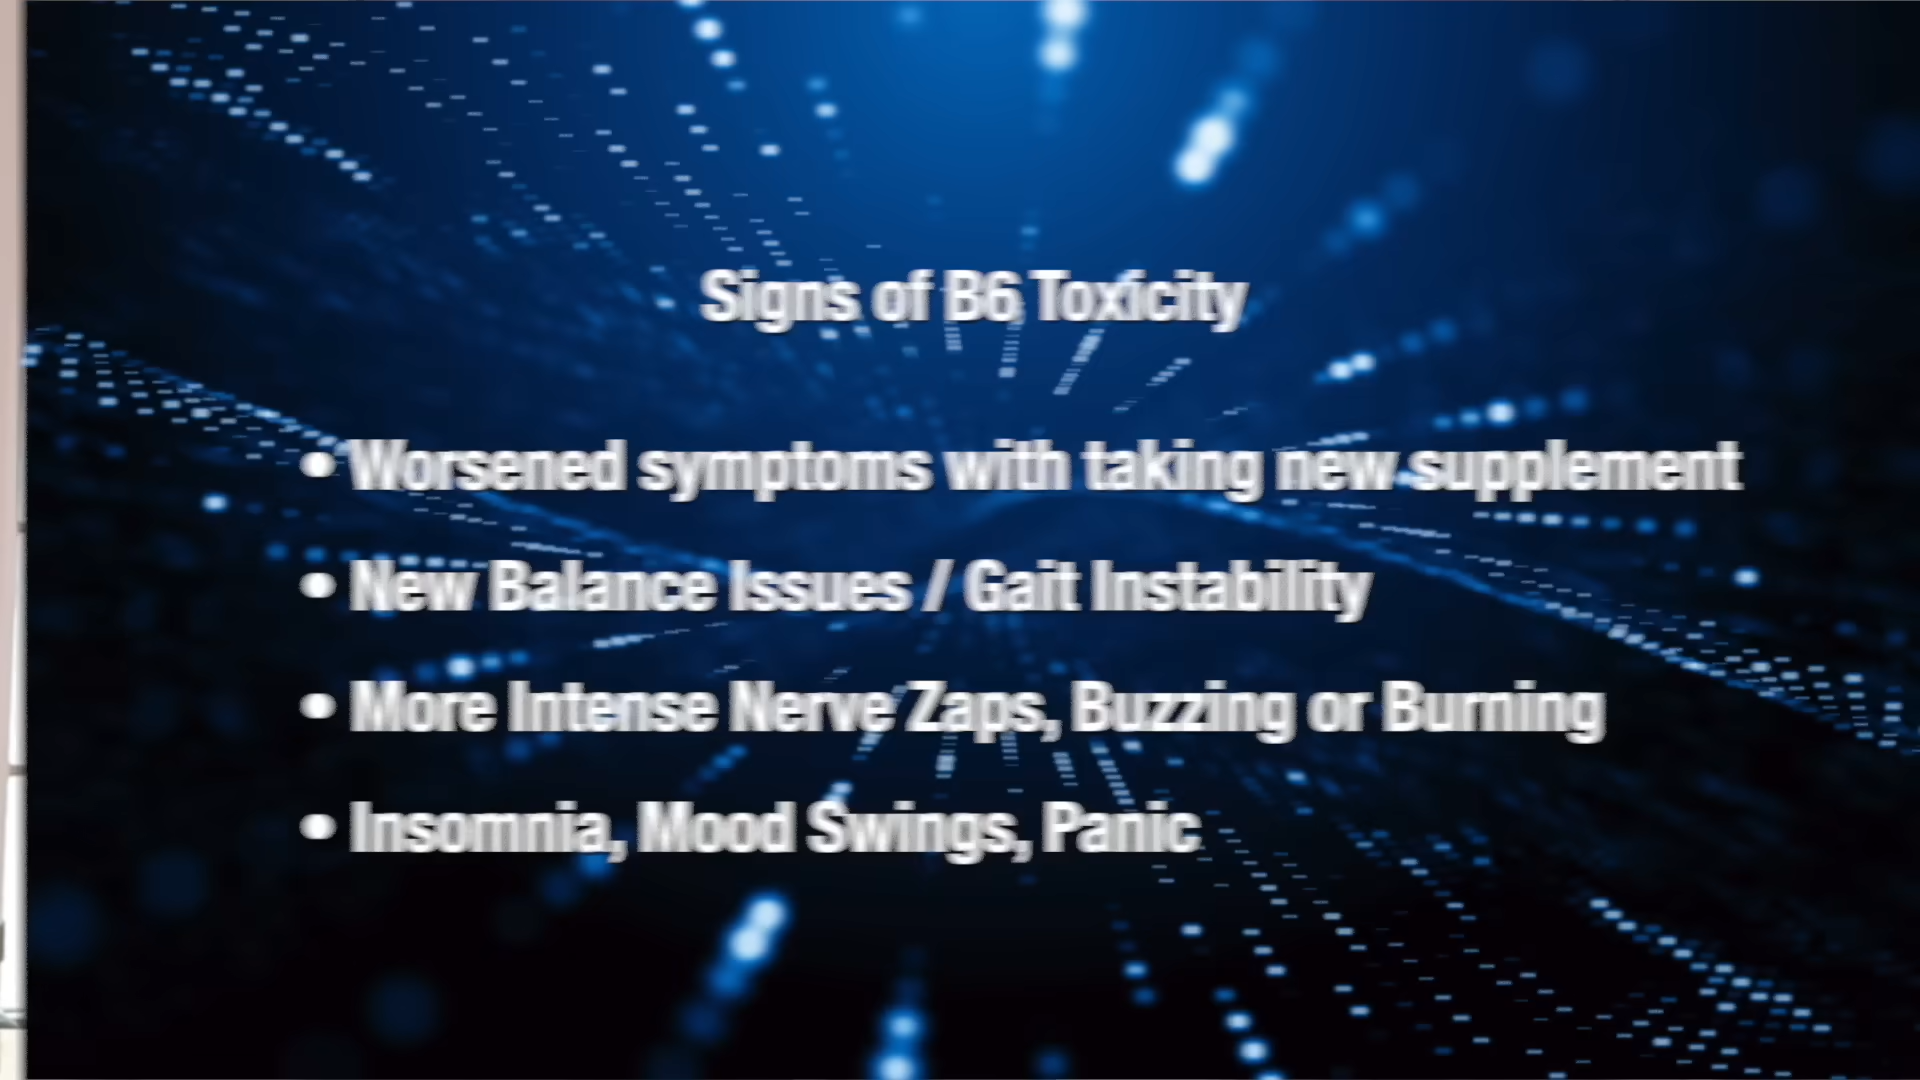 Signs of B6 Toxicity
• Worsened symptoms with taking new supplement
• New Balance Issues / Gait Instability
• More Intense Nerve Zaps, Buzzing or Burning
• Insomnia, Mood Swings, Panic